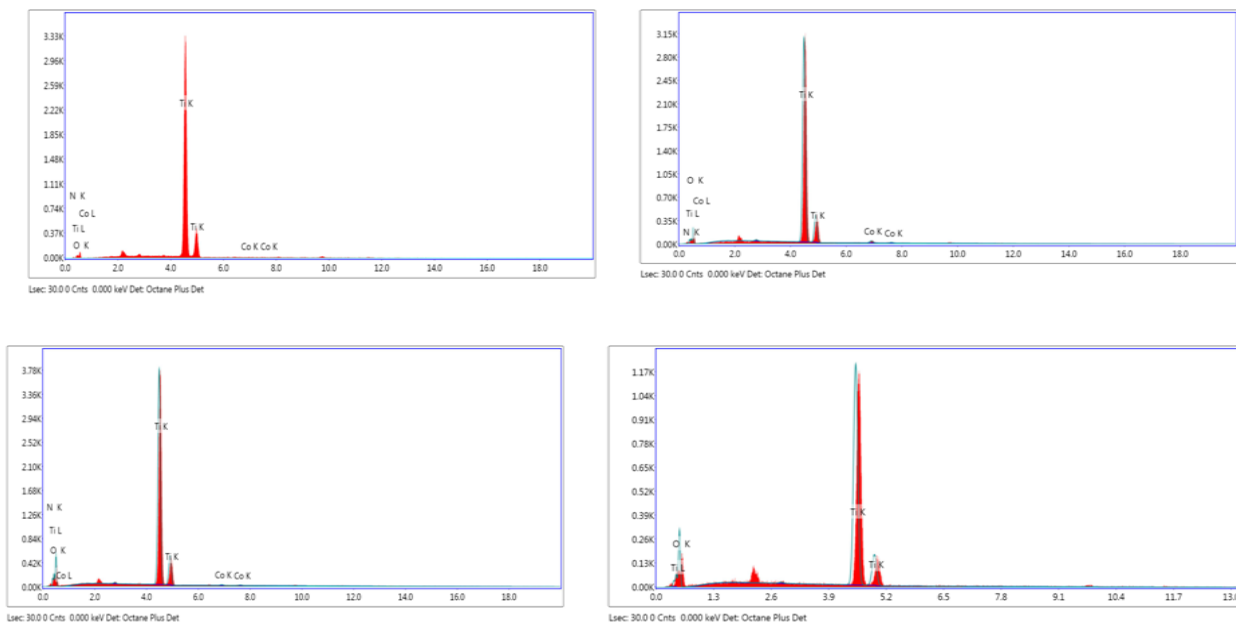 3.33K
2.96K
2.59K
2.22K
1.85K
1.48K
1.11K
0.74K
0.37K
0.00K
Ti K
N K
Co L
Ti L
O K
Ti K
Co K Co K
0.0 2.0 4.0 6.0 8.0 10.0 12.0 14.0 16.0 18.0
Lsec: 30.0 0 Cnts 0.000 keV Det: Octane Plus Det
3.15K
2.80K
2.45K
2.10K
1.75K
1.40K
1.05K
0.70K
0.35K
0.00K
Ti K
O K
Co L
Ti L
N K
Ti K
Co K Co K
0.0 2.0 4.0 6.0 8.0 10.0 12.0 14.0 16.0 18.0
Lsec: 30.0 0 Cnts 0.000 keV Det: Octane Plus Det
3.78K
3.36K
2.94K
2.52K
2.10K
1.68K
1.26K
0.84K
0.42K
0.00K
Ti K
N K
Ti L
O K
Co L
Ti K
Co K Co K
0.0 2.0 4.0 6.0 8.0 10.0 12.0 14.0 16.0 18.0
Lsec: 30.0 0 Cnts 0.000 keV Det: Octane Plus Det
1.17K
1.04K
0.91K
0.78K
0.65K
0.52K
0.39K
0.26K
0.13K
0.00K
Ti K
O K
Ti L
Ti K
0.0 1.3 2.6 3.9 5.2 6.5 7.8 9.1 10.4 11.7 13.0
Lsec: 30.0 0 Cnts 0.000 keV Det: Octane Plus Det